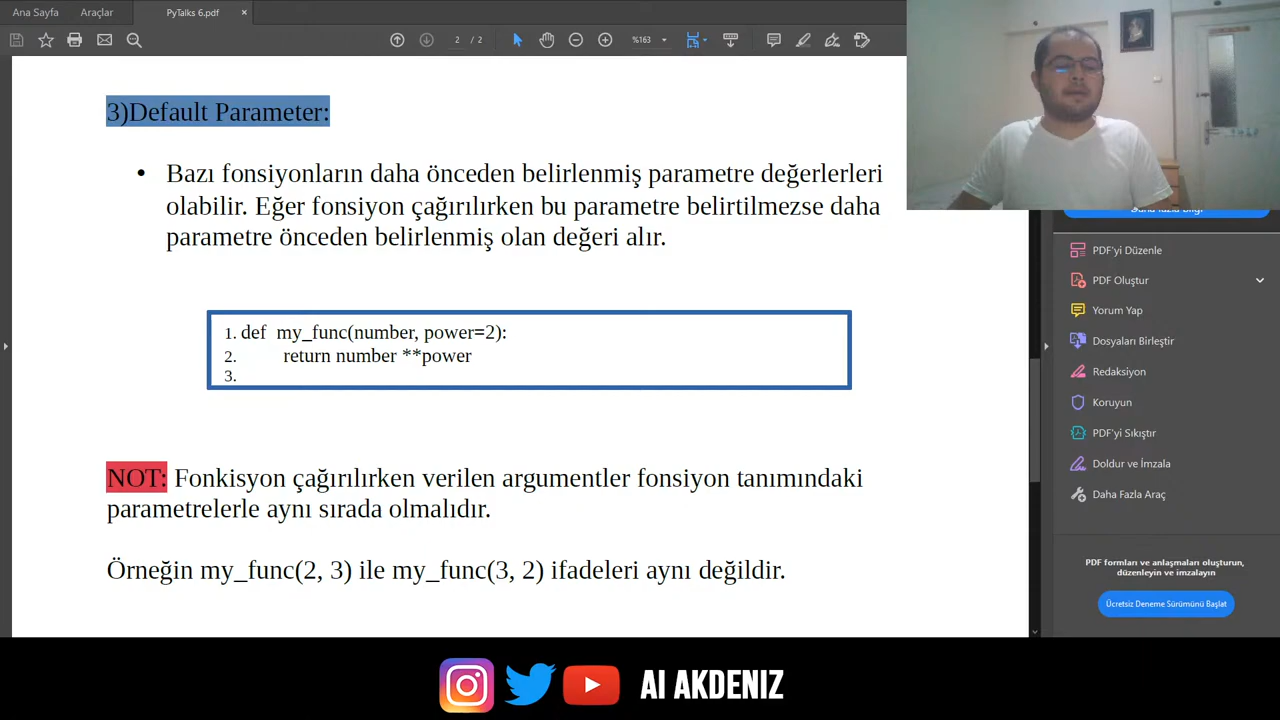 Ana Sayfa
Araçlar
PyTalks 6.pdf
×
2 / 2
%163
3)Default Parameter:
• Bazı fonsiyonların daha önceden belirlenmiş parametre değerlerleri
olabilir. Eğer fonsiyon çağırılırken bu parametre belirtilmezse daha
parametre önceden belirlenmiş olan değeri alır.
1. def my_func(number, power=2):
2. return number **power
3.
NOT: Fonkisyon çağırılırken verilen argumentler fonsiyon tanımındaki
parametrelerle aynı sırada olmalıdır.
Örneğin my_func(2, 3) ile my_func(3, 2) ifadeleri aynı değildir.
PDF'yi Düzenle
PDF Oluştur
Yorum Yap
Dosyaları Birleştir
Redaksiyon
Koruyun
PDF'yi Sıkıştır
Doldur ve İmzala
Daha Fazla Araç
PDF formları ve anlaşmaları oluşturun,
düzenleyin ve imzalayın
Ücretsiz Deneme Sürümünü Başlat
AI AKDENIZ